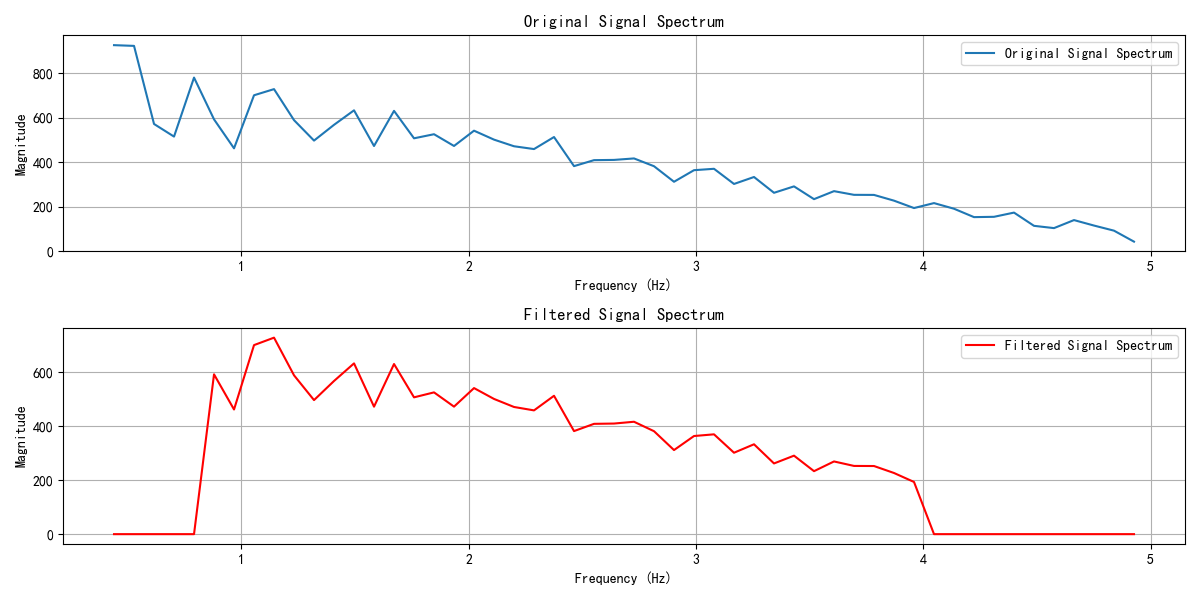 Original Signal Spectrum
Original Signal Spectrum
Magnitude
800
600
400
200
0
1 2 3 4 5
Frequency (Hz)
Filtered Signal Spectrum
Filtered Signal Spectrum
Magnitude
600
400
200
0
1 2 3 4 5
Frequency (Hz)